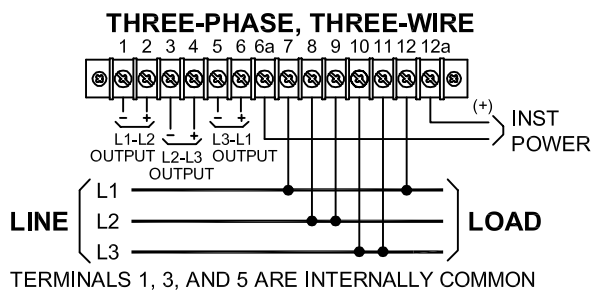 THREE-PHASE, THREE-WIRE
1 2 3 4 5 6 6a 7 8 9 10 11 12 12a
- + - + - + (+)
L1-L2 OUTPUT
L2-L3 OUTPUT
L3-L1 OUTPUT
INST
POWER
L1
LINE L2 LOAD
L3
TERMINALS 1, 3, AND 5 ARE INTERNALLY COMMON